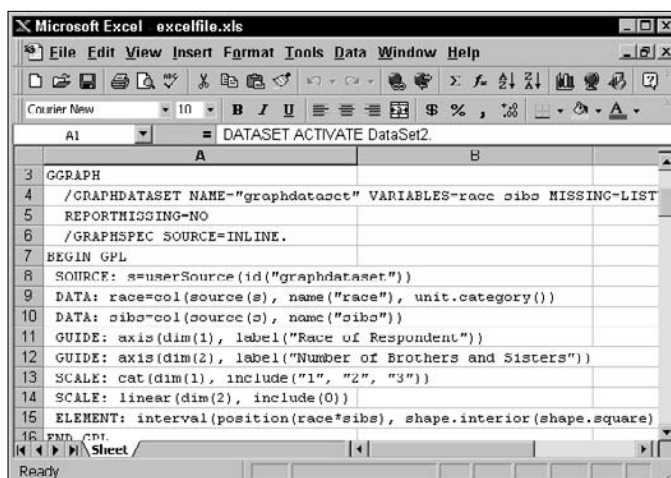 Microsoft Excel - excelfile.xls
File Edit View Insert Format Tools Data Window Help
Courier New 10 B I U $ % ,
A1 = DATASET ACTIVATE DataSet2.
A B
3 GGRAPH
4 /GRAPHDATASET NAME="graphdataset" VARIABLES=race sibs MISSING=LIST
5 REPORTMISSING=NO
6 /GRAPHSPEC SOURCE=INLINE.
7 BEGIN GPL
8 SOURCE: s=userSource(id("graphdataset"))
9 DATA: race=col(source(s), name("race"), unit.category())
10 DATA: sibs=col(source(s), name("sibs"))
11 GUIDE: axis(dim(1), label("Race of Respondent"))
12 GUIDE: axis(dim(2), label("Number of Brothers and Sisters"))
13 SCALE: cat(dim(1), include("1", "2", "3"))
14 SCALE: linear(dim(2), include(0))
15 ELEMENT: interval(position(race*sibs), shape.interior(shape.square)
16 END GPL
Sheet
Ready